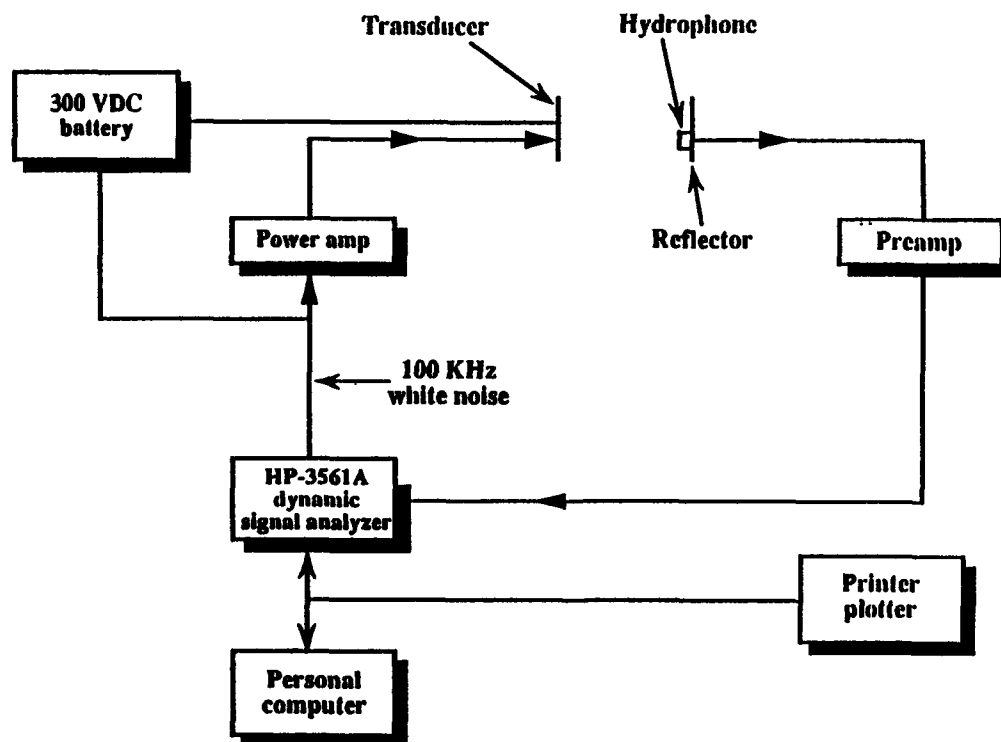 Transducer
Hydrophone
300 VDC
battery
Power amp
Reflector
Preamp
100 KHz
white noise
HP-3561A
dynamic
signal analyzer
Printer
plotter
Personal
computer